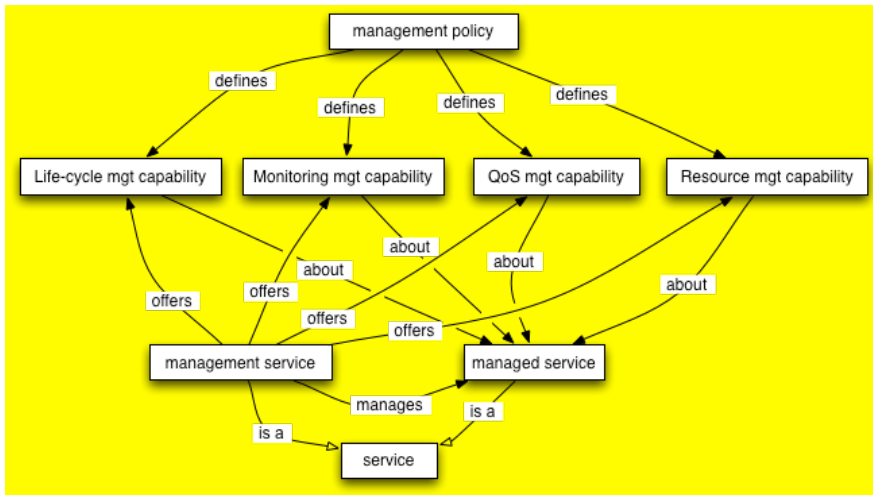 management policy
defines
defines
defines
defines
Life-cycle mgt capability
Monitoring mgt capability
QoS mgt capability
Resource mgt capability
about
about
about
about
offers
offers
offers
offers
management service
managed service
manages
is a
is a
service